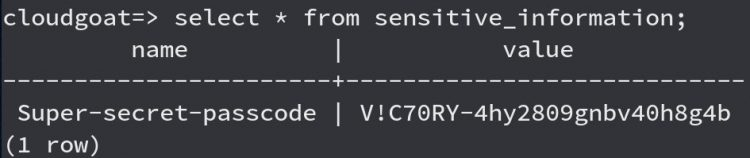 cloudgoat=> select * from sensitive_information;
name | value
-----------------------+----------------------------
Super-secret-passcode | V!C70RY-4hy2809gnbv40h8g4b
(1 row)